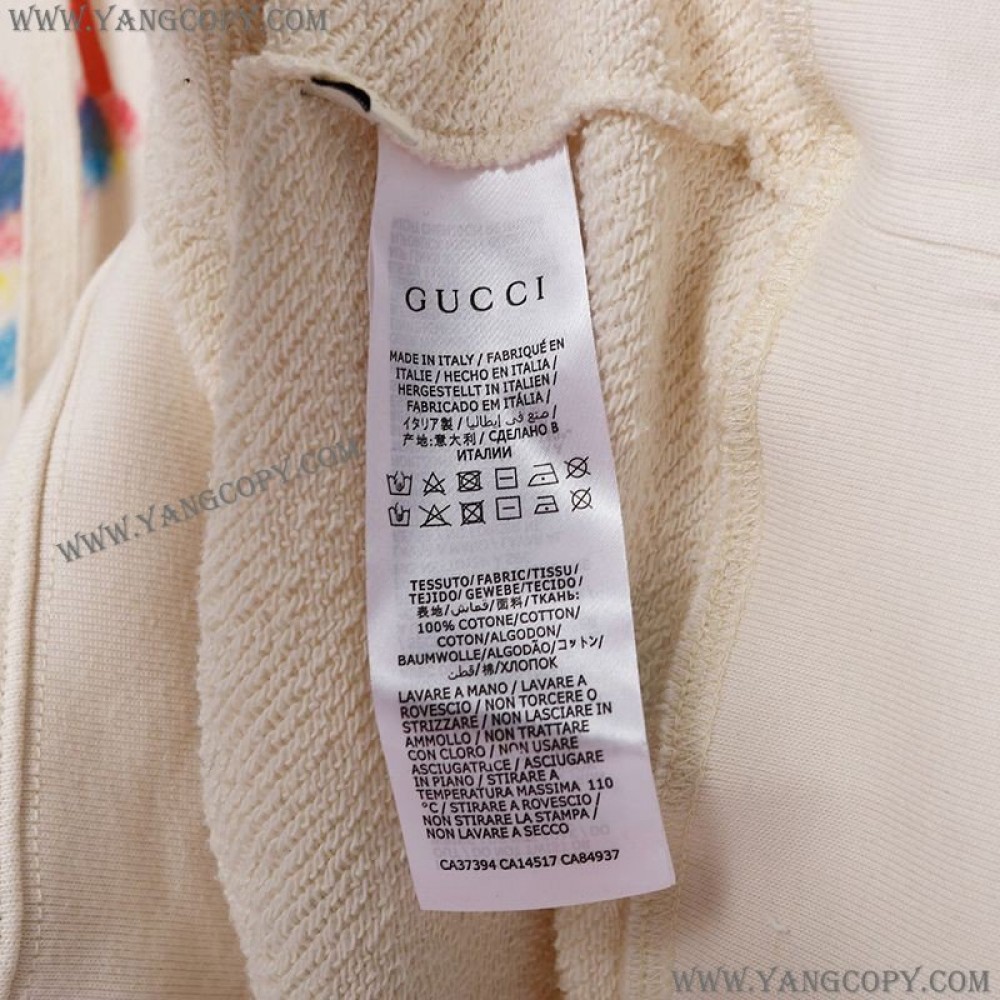 WWW.YANGCOPY.COM
GUCCI
MADE IN ITALY / FABRIQUÉ EN
ITALIE / HECHO EN ITALIA /
HERGESTELLT IN ITALIEN /
FABRICADO EM ITÁLIA /
イタリア製 / صنع في إيطاليا /
产地:意大利 / СДЕЛАНО В
ИТАЛИИ
WWW.YANGCOPY.COM
TESSUTO/FABRIC/TISSU/
TEJIDO/ GEWEBE/TECIDO/
表地/قماش/面料/ТКАНЬ:
100% COTONE/COTTON/
COTON/ALGODON/
BAUMWOLLE/ALGODÃO/コットン/
قطن/棉/ХЛОПОК
LAVARE A MANO / LAVARE A
ROVESCIO / NON TORCERE O
STRIZZARE / NON LASCIARE IN
AMMOLLO / NON TRATTARE
CON CLORO / NON USARE
ASCIUGATRICE / ASCIUGARE
IN PIANO / STIRARE A
TEMPERATURA MASSIMA 110
°C / STIRARE A ROVESCIO /
NON STIRARE LA STAMPA /
NON LAVARE A SECCO
CA37394 CA14517 CA84937
WWW.YANGCOPY.COM